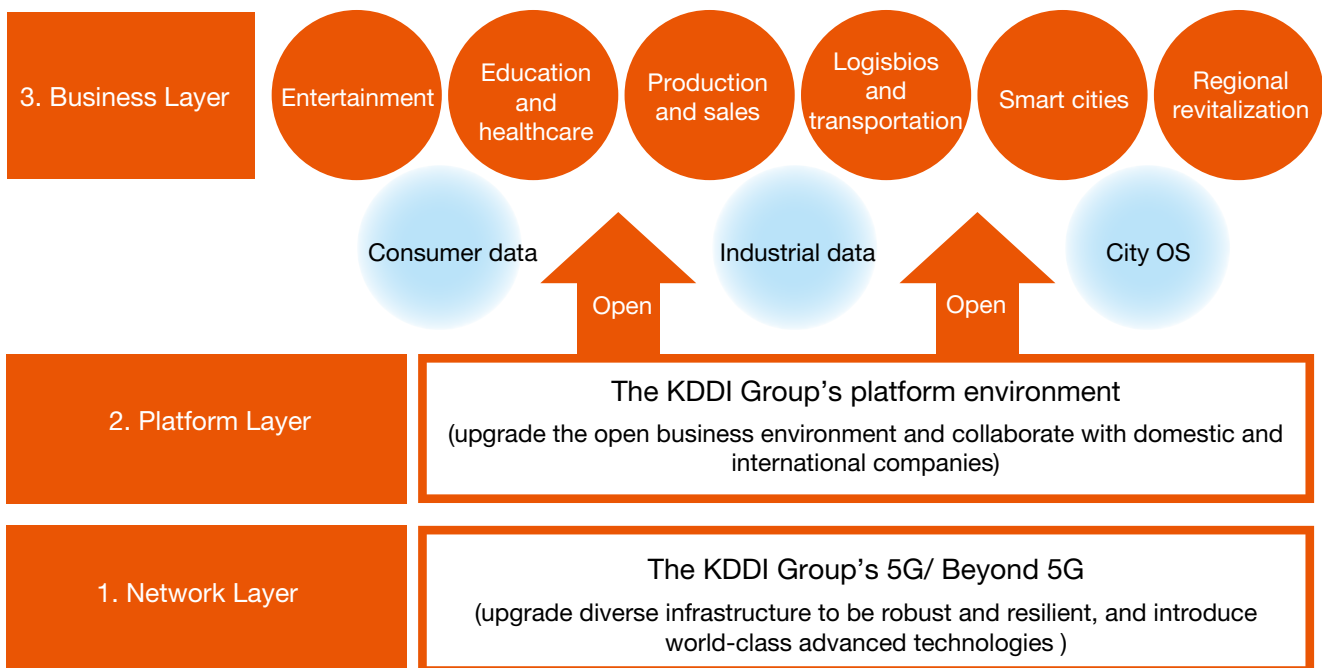 3. Business Layer
Entertainment
Education
and
healthcare
Production
and sales
Logisbios
and
transportation
Smart cities
Regional
revitalization
Consumer data
Open
Industrial data
Open
City OS
2. Platform Layer
The KDDI Group’s platform environment
(upgrade the open business environment and collaborate with domestic and
international companies)
1. Network Layer
The KDDI Group’s 5G/ Beyond 5G
(upgrade diverse infrastructure to be robust and resilient, and introduce
world-class advanced technologies )